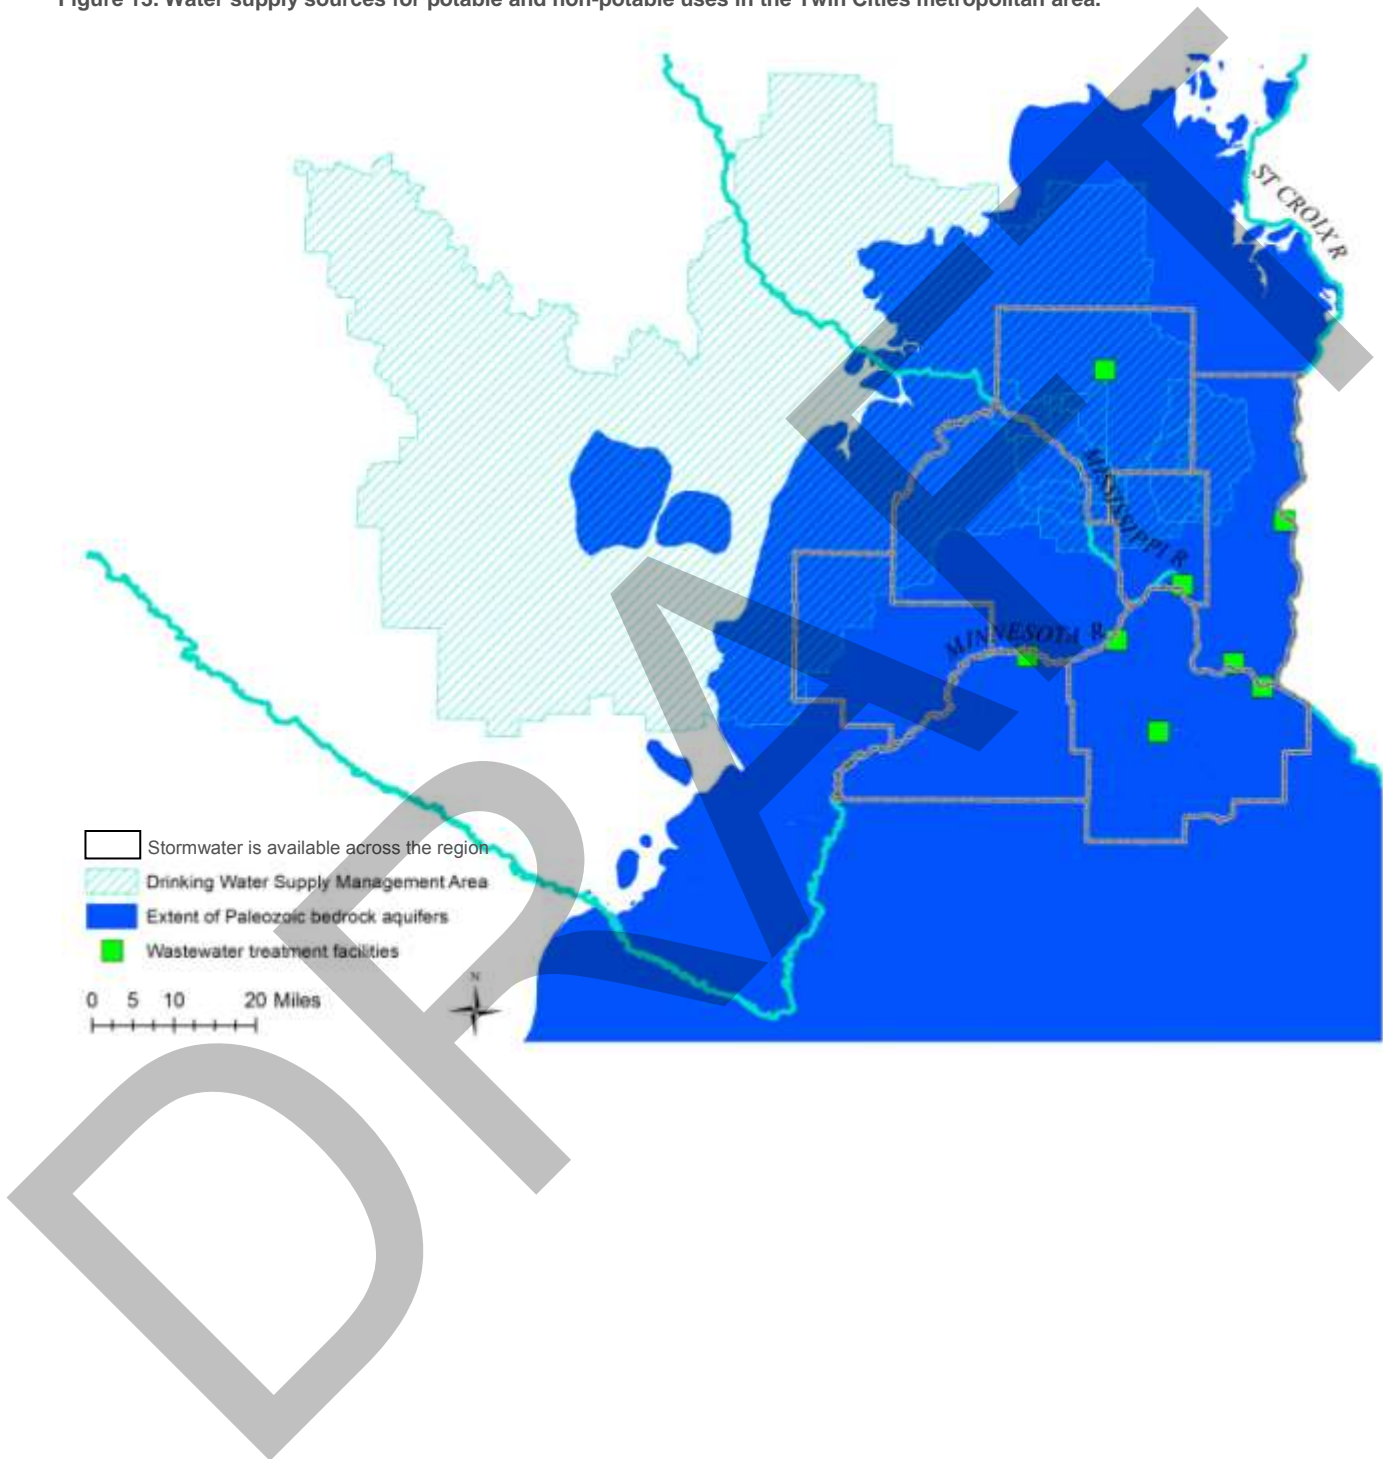 Figure 13. Water supply sources for potable and non-potable uses in the Twin Cities metropolitan area.
ST CROIX R
MISSISSIPPI R
MINNESOTA R
Stormwater is available across the region
Drinking Water Supply Management Area
Extent of Paleozoic bedrock aquifers
Wastewater treatment facilities
N
0 5 10 20 Miles
DRAFT